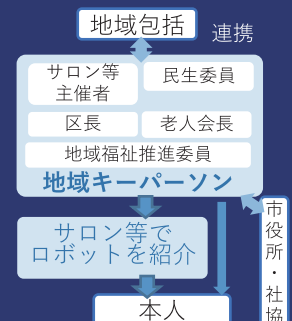 地域包括
連携
サロン等
主催者
民生委員
区長
老人会長
地域福祉推進委員
地域キーパーソン
サロン等で
ロボットを紹介
市役所・社協
本人